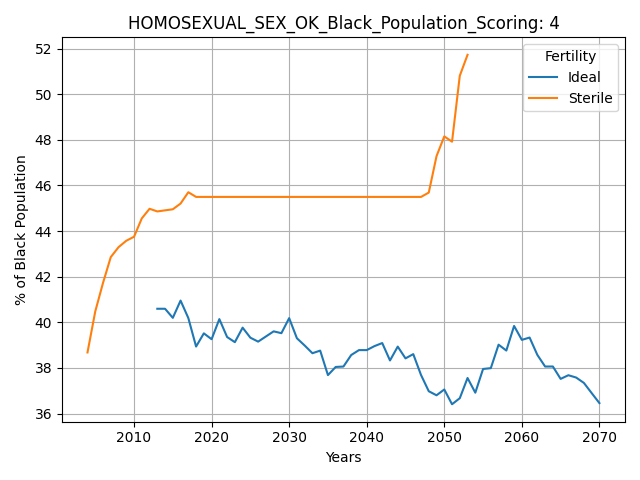 HOMOSEXUAL_SEX_OK_Black_Population_Scoring: 4
Fertility
Ideal
Sterile
% of Black Population
52
50
48
46
44
42
40
38
36
2010 2020 2030 2040 2050 2060 2070
Years